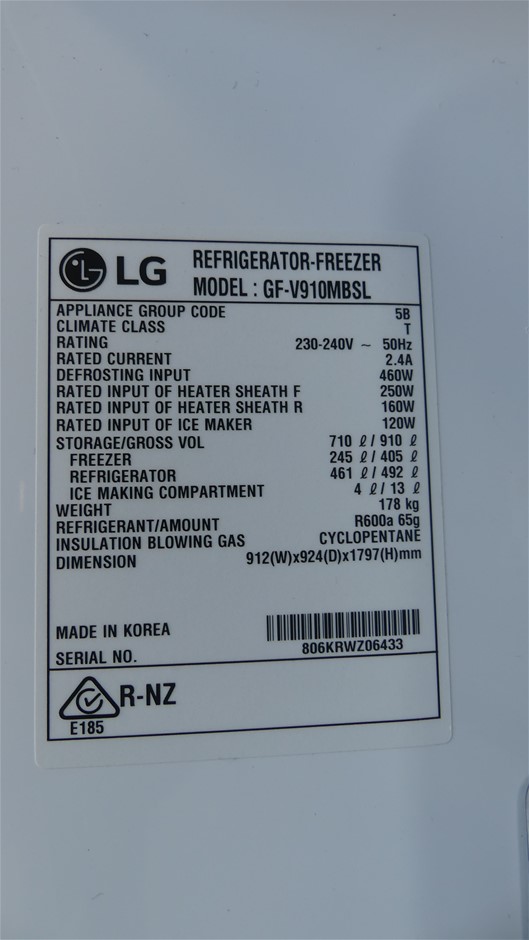 LG REFRIGERATOR-FREEZER
MODEL : GF-V910MBSL
APPLIANCE GROUP CODE 5B
CLIMATE CLASS T
RATING 230-240V ~ 50Hz
RATED CURRENT 2.4A
DEFROSTING INPUT 460W
RATED INPUT OF HEATER SHEATH F 250W
RATED INPUT OF HEATER SHEATH R 160W
RATED INPUT OF ICE MAKER 120W
STORAGE/GROSS VOL 710 ℓ / 910 ℓ
FREEZER 245 ℓ / 405 ℓ
REFRIGERATOR 461 ℓ / 492 ℓ
ICE MAKING COMPARTMENT 4 ℓ / 13 ℓ
WEIGHT 178 kg
REFRIGERANT/AMOUNT R600a 65g
INSULATION BLOWING GAS CYCLOPENTANE
DIMENSION 912(W)x924(D)x1797(H)mm
MADE IN KOREA
SERIAL NO. 806KRWZ06433
R-NZ
E185